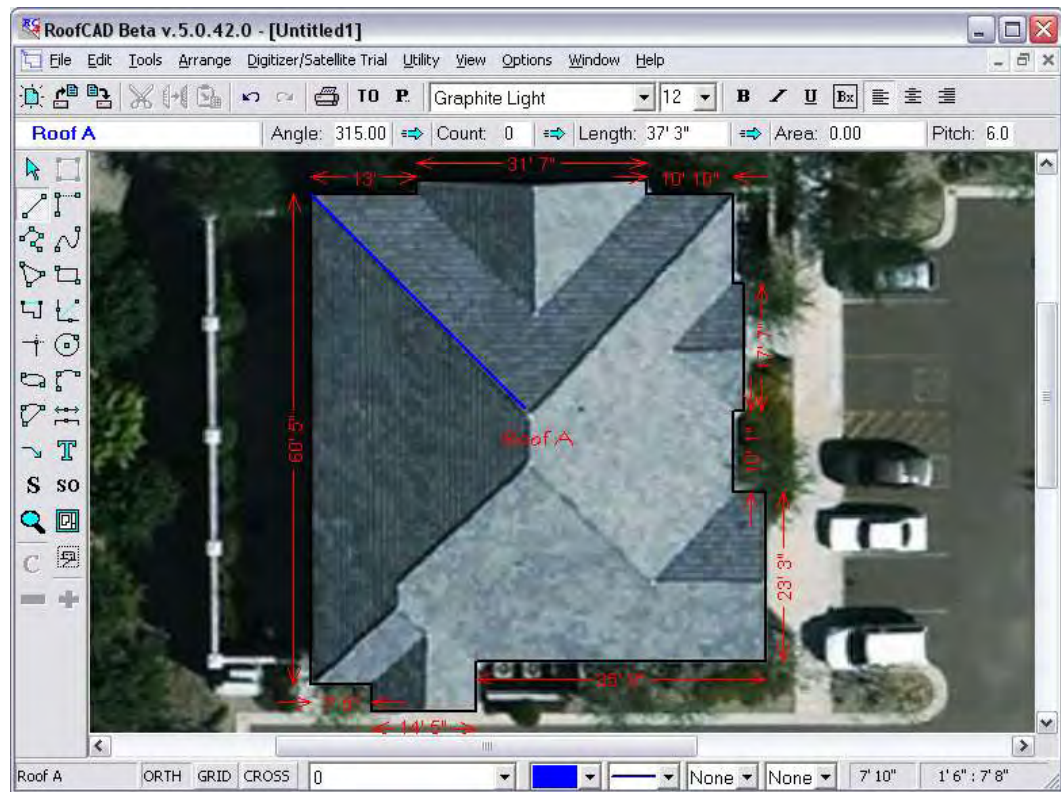 RoofCAD Beta v.5.0.42.0 - [Untitled1]
File Edit Tools Arrange Digitizer/Satellite Trial Utility View Options Window Help
TO P. Graphite Light 12 B I U Bx
Roof A Angle: 315.00 Count: 0 Length: 37' 3" Area: 0.00 Pitch: 6.0
31' 7"
13' 10' 10"
17' 7"
60' 5"
Roof A
10' 1"
T
S SO
C
23' 3"
14' 5"
Roof A ORTH GRID CROSS 0 None None 7' 10" 1' 6" : 7' 8"